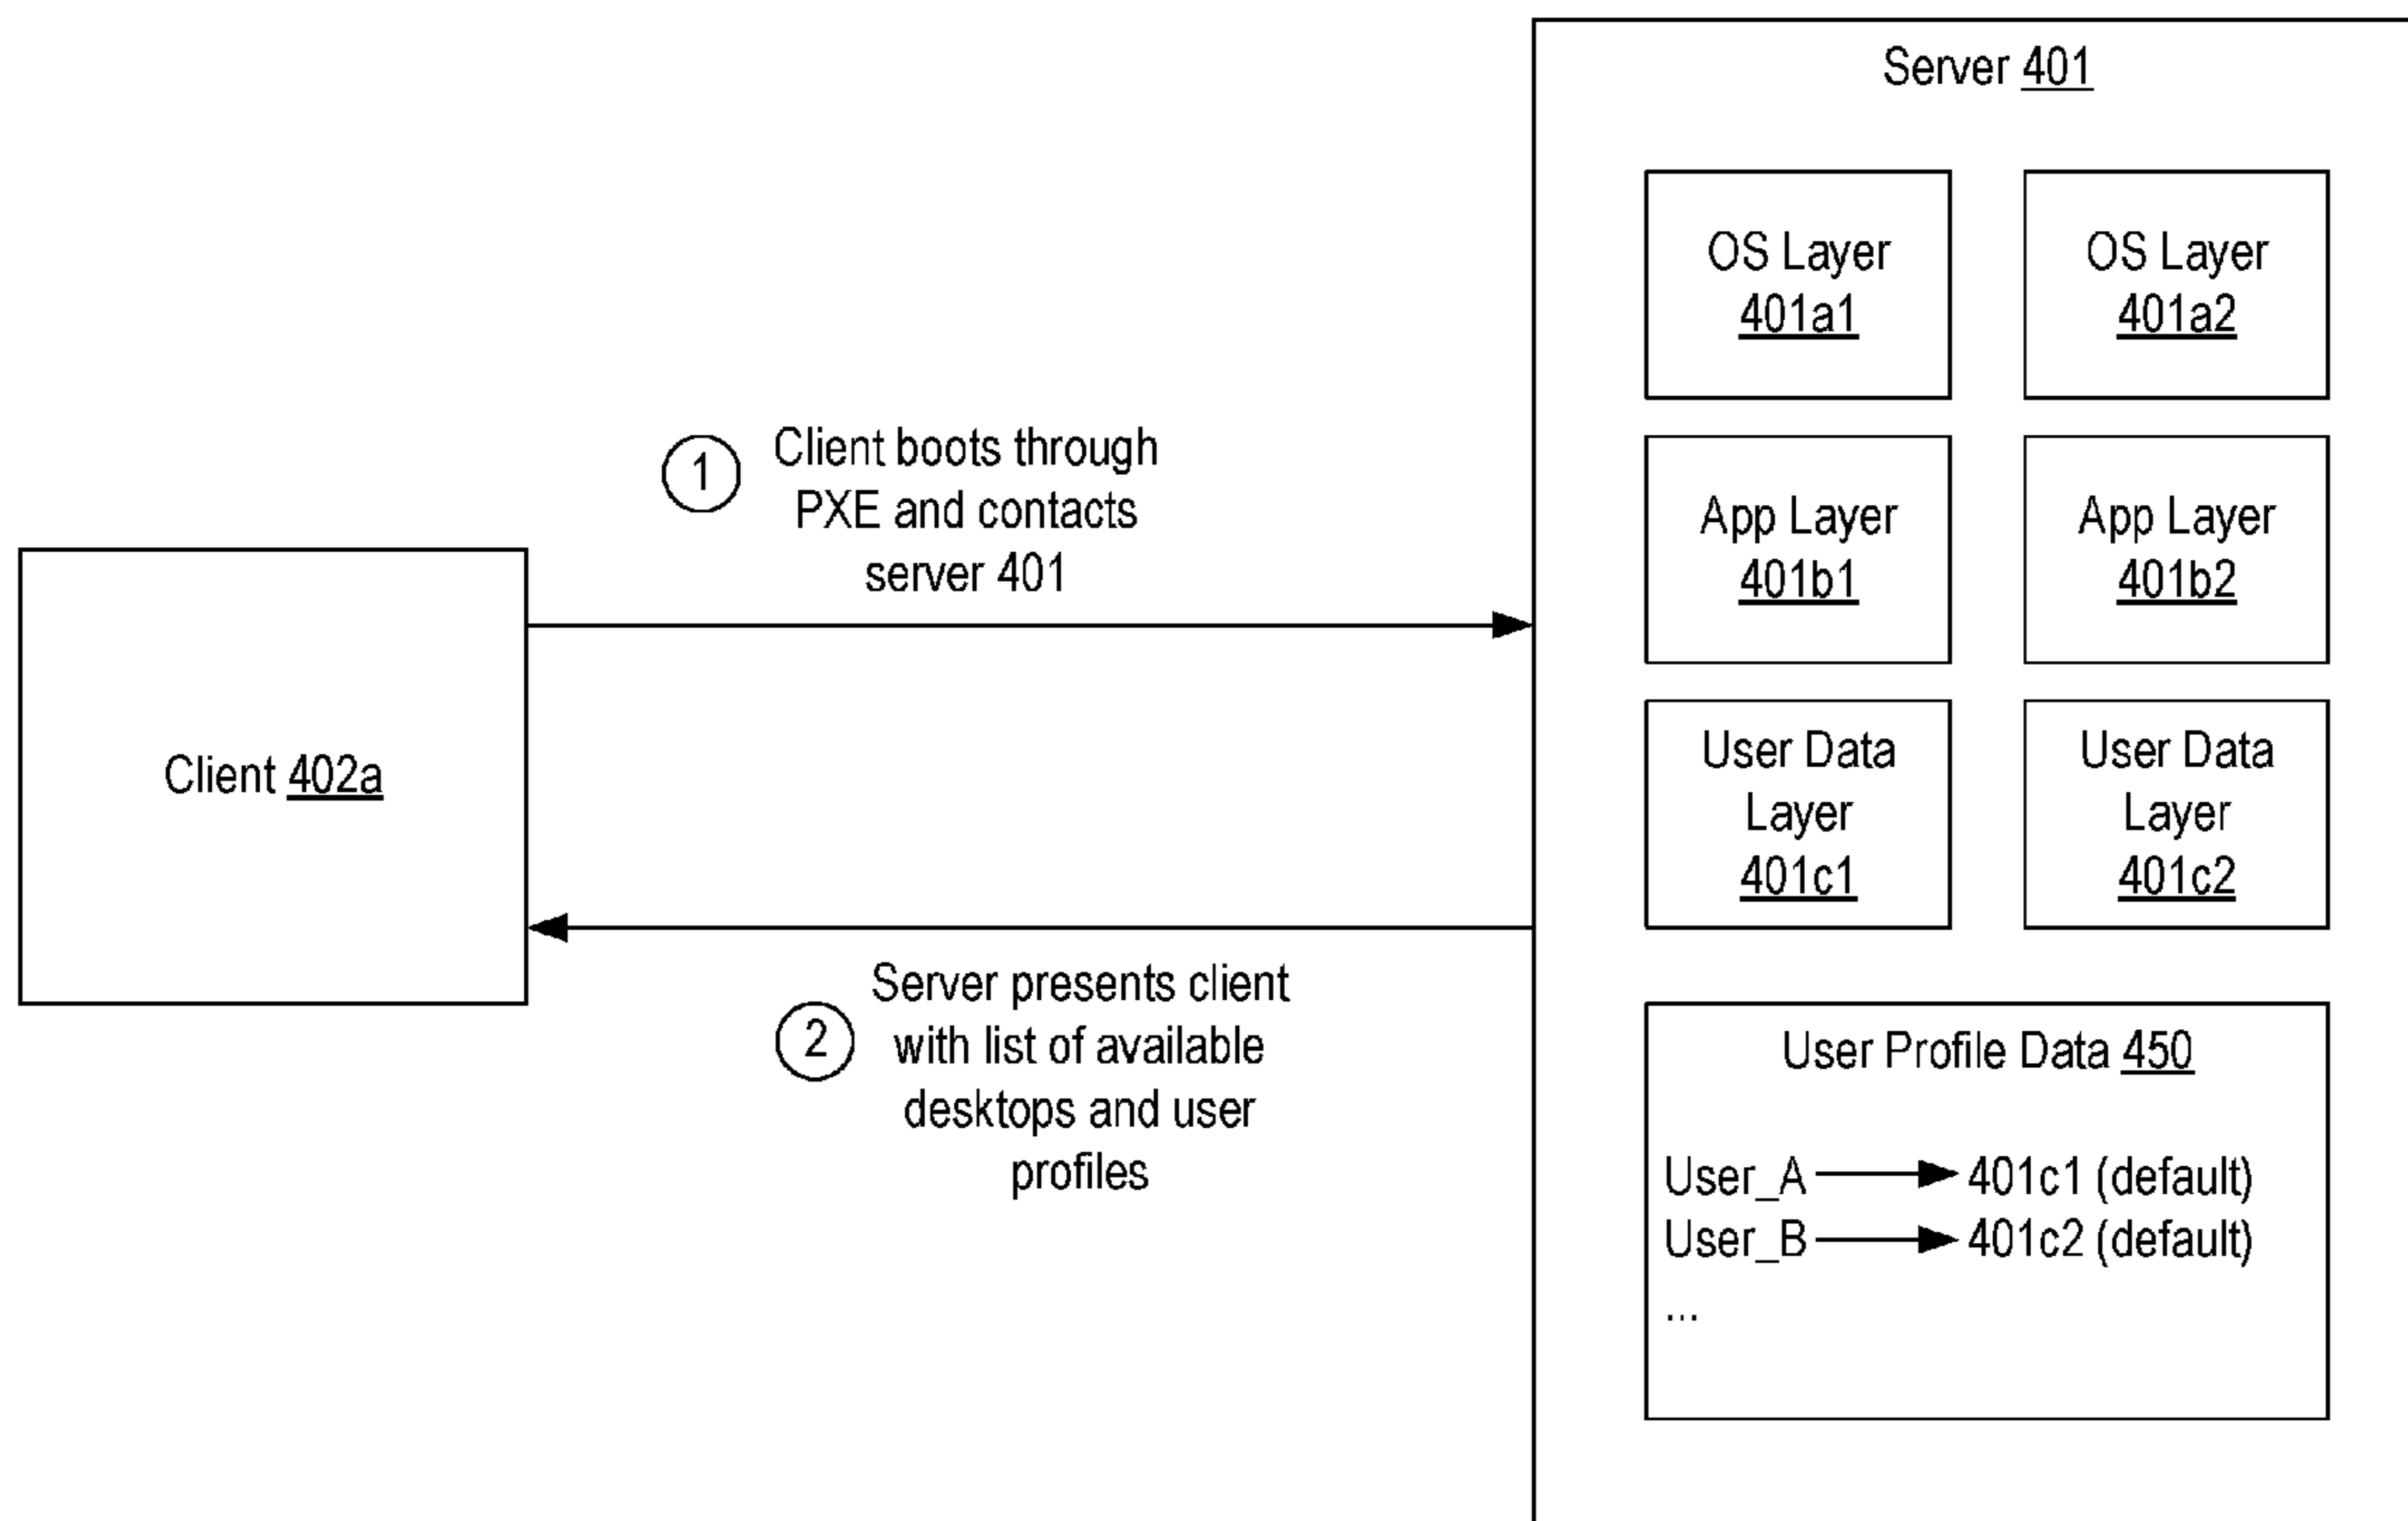 Server 401
OS Layer
401a1
OS Layer
401a2
1
Client boots through
PXE and contacts
server 401
App Layer
401b1
App Layer
401b2
Client 402a
User Data
Layer
401c1
User Data
Layer
401c2
2
Server presents client
with list of available
desktops and user
profiles
User Profile Data 450
User_A 401c1 (default)
User_B 401c2 (default)
...